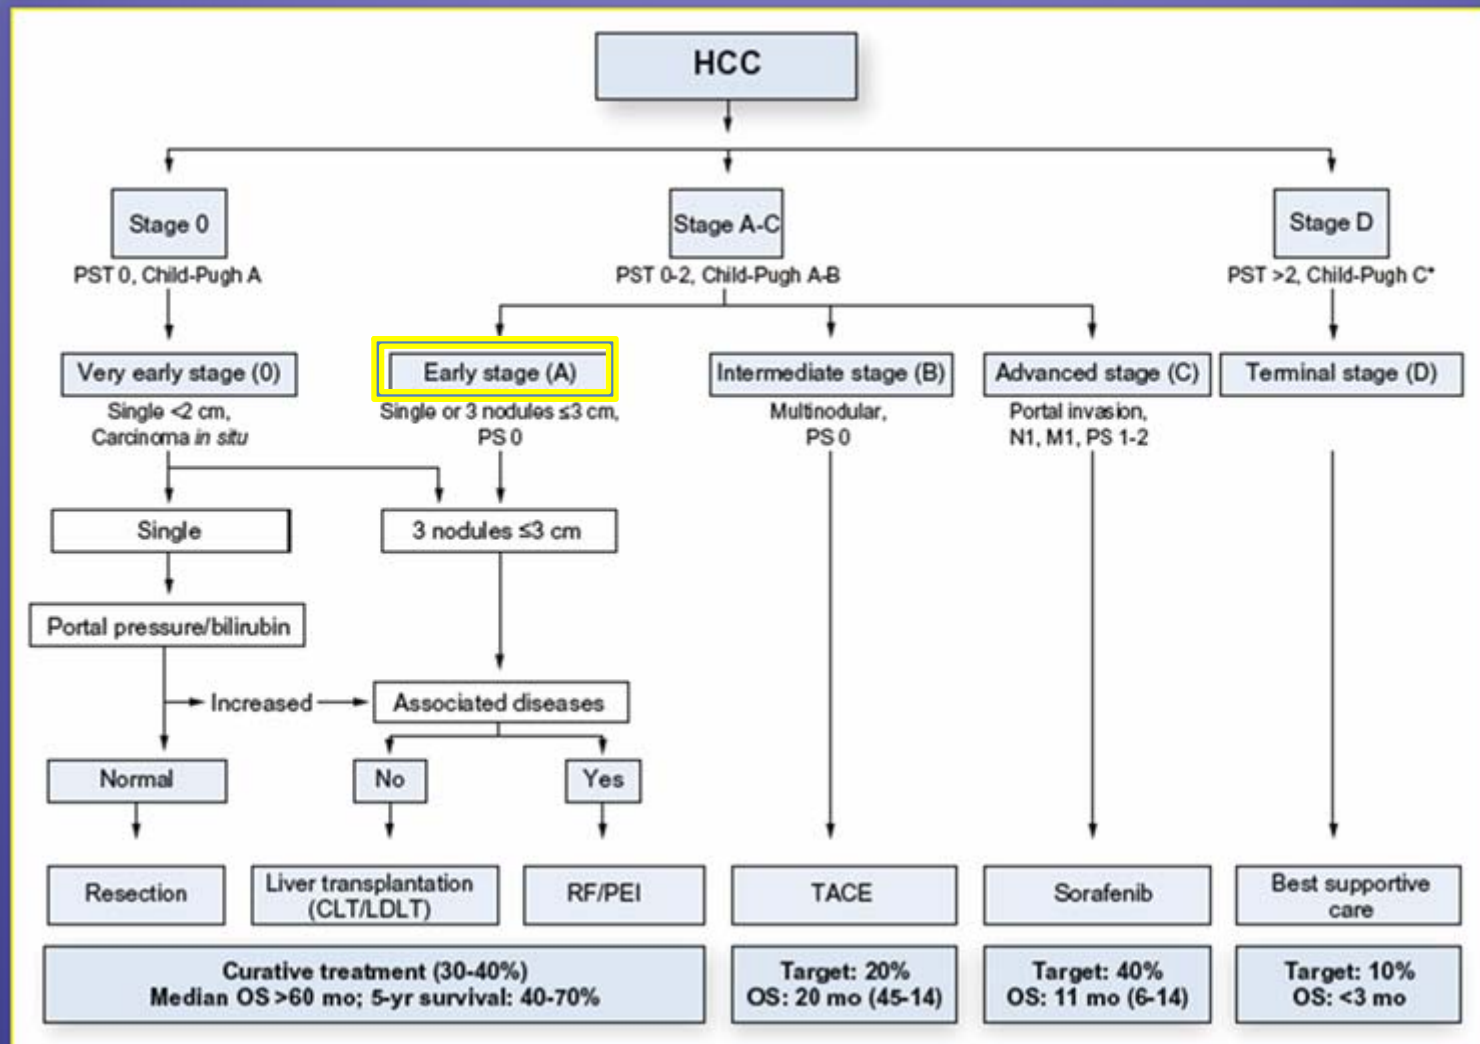 HCC
Stage 0
PST 0, Child-Pugh A
Stage A-C
PST 0-2, Child-Pugh A-B
Stage D
PST >2, Child-Pugh C*
Very early stage (0)
Single <2 cm,
Carcinoma in situ
Early stage (A)
Single or 3 nodules ≤3 cm,
PS 0
Intermediate stage (B)
Multinodular,
PS 0
Advanced stage (C)
Portal invasion,
N1, M1, PS 1-2
Terminal stage (D)
Single
3 nodules ≤3 cm
Portal pressure/bilirubin
Increased
Associated diseases
Normal
No
Yes
Resection
Liver transplantation
(CLT/LDLT)
RF/PEI
TACE
Sorafenib
Best supportive
care
Curative treatment (30-40%)
Median OS >60 mo; 5-yr survival: 40-70%
Target: 20%
OS: 20 mo (45-14)
Target: 40%
OS: 11 mo (6-14)
Target: 10%
OS: <3 mo